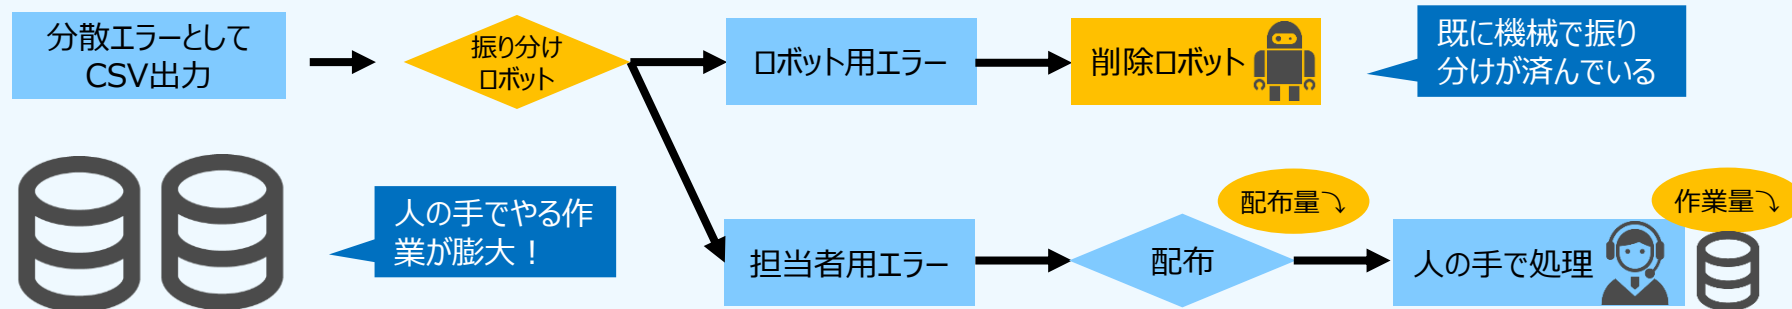 分散エラーとして
CSV出力
振り分け
ロボット
ロボット用エラー
削除ロボット
既に機械で振り
分けが済んでいる
人の手でやる作
業が膨大！
担当者用エラー
配布
配布量⤵
人の手で処理
作業量⤵